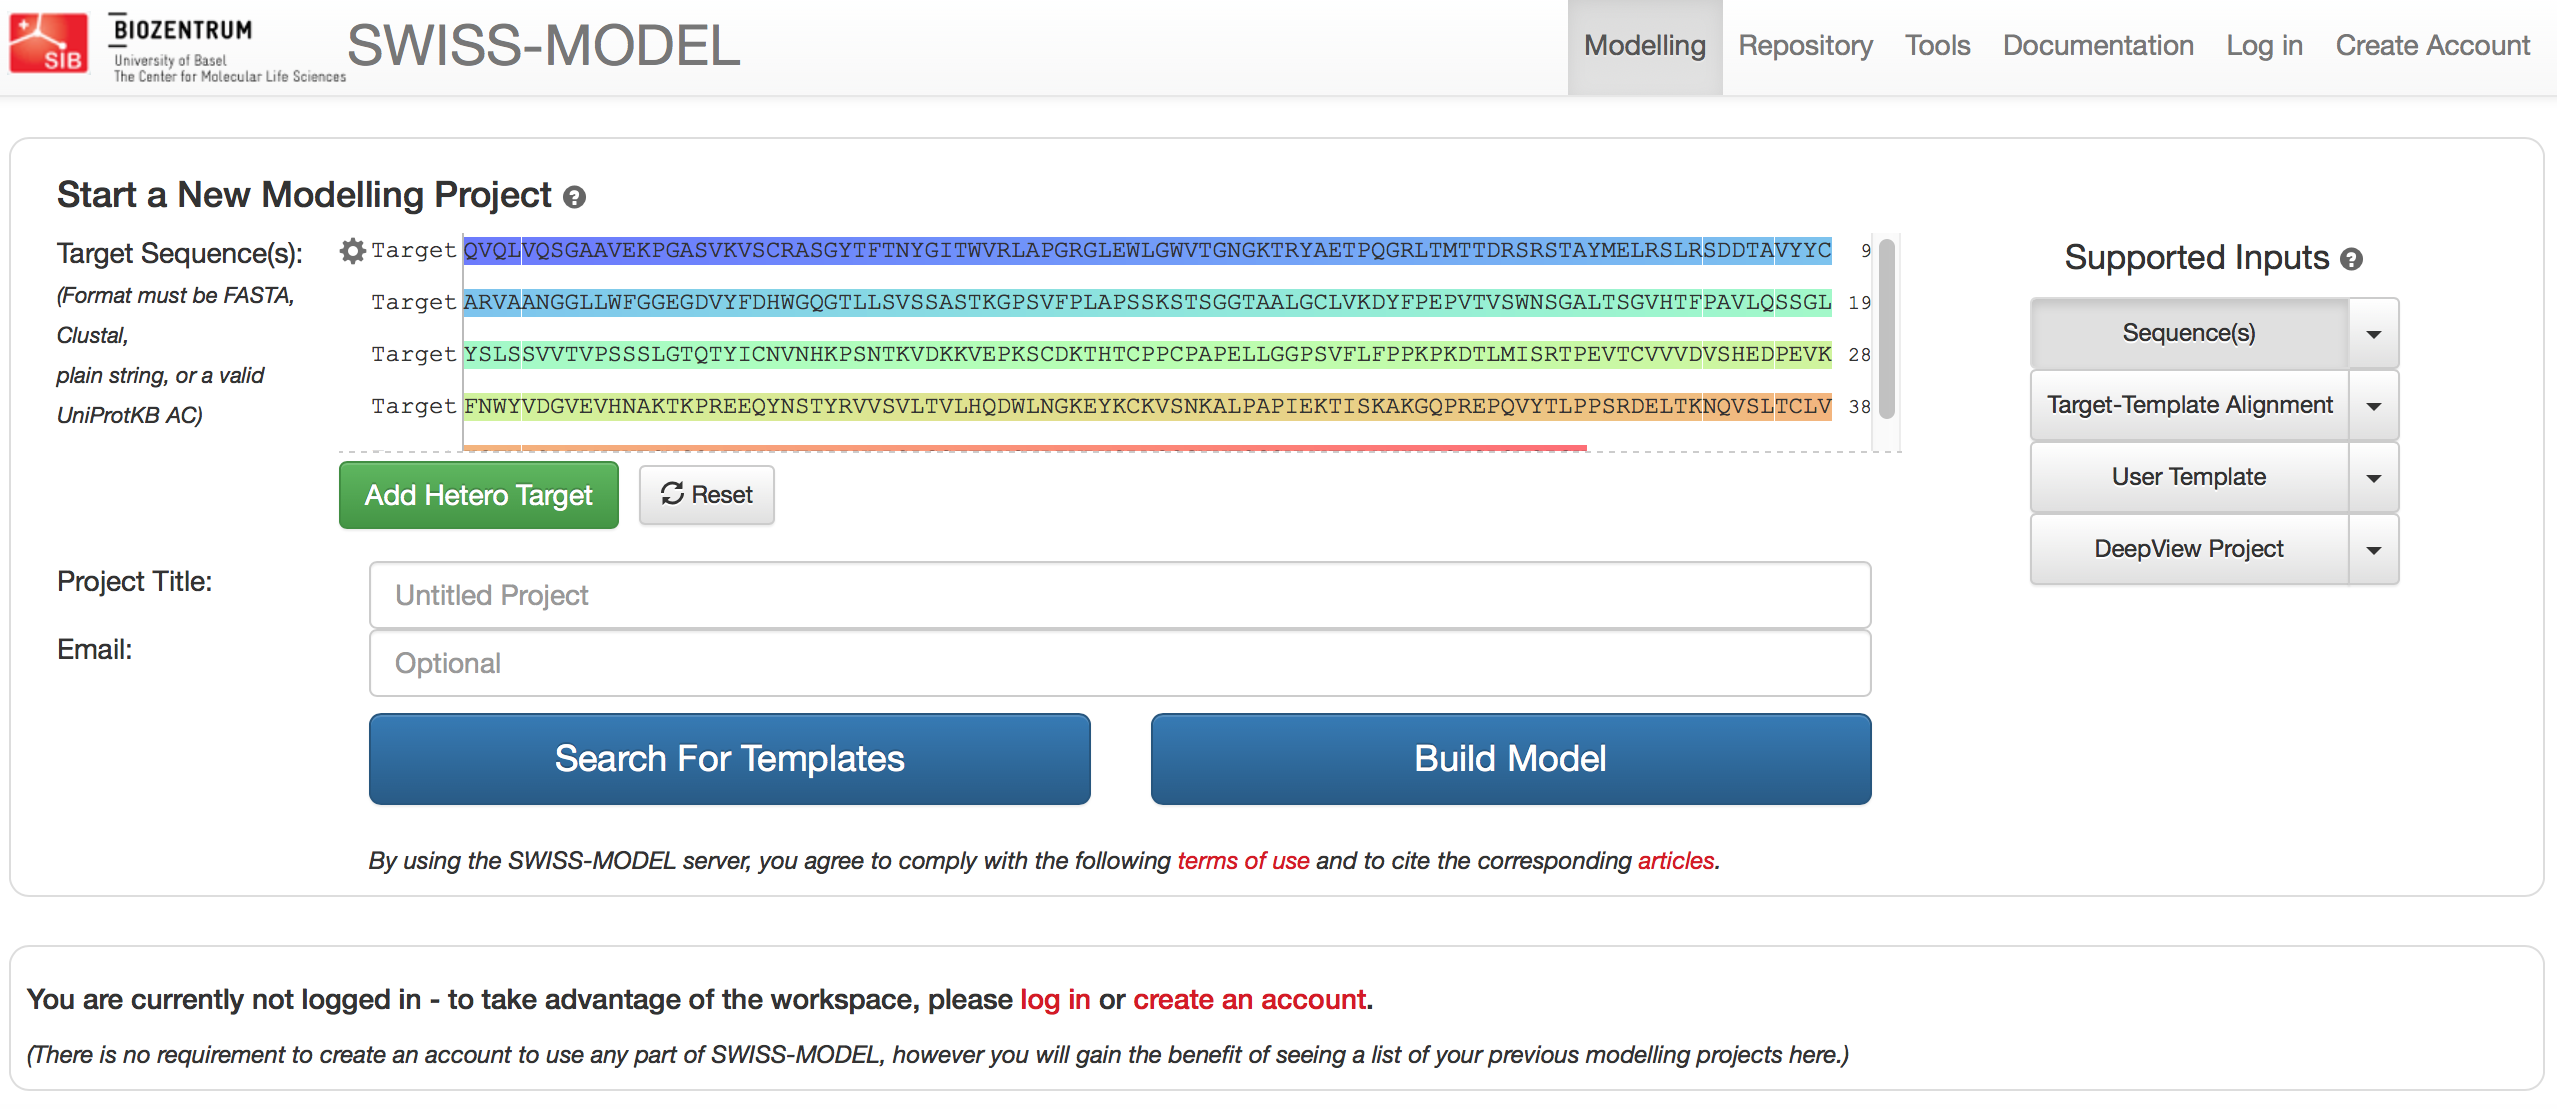 SIB
BIOZENTRUM
University of Basel
The Center for Molecular Life Sciences
SWISS-MODEL
Modelling
Repository
Tools
Documentation
Log in
Create Account
Start a New Modelling Project
Target Sequence(s):
(Format must be FASTA,
Clustal,
plain string, or a valid
UniProtKB AC)
Target QVQLVQSGAAVEKPGASVKVSCRASGYTFTNYGITWVRLAPGRGLEWLGWVTGNGKTRYAETPQGRLTMTTDRSRSTAYMELRSLRSDDTAVYYC 9
Target ARVAANGGLLWFGGEGDVYFDHWGQGTLLSVSSASTKGPSVFPLAPSSKSTSGGTAALGCLVKDYFPEPVTVSWNSGALTSGVHTFPAVLQSSGL 19
Target YSLSSVVTVPSSSLGTQTYICNVNHKPSNTKVDKKVEPKSCDKTHTCPPCPAPELLGGPSVFLFPPKPKDTLMISRTPEVTCVVVDVSHEDPEVK 28
Target FNWYVDGVEVHNAKTKPREEQYNSTYRVVSVLTVLHQDWLNGKEYKCKVSNKALPAPIEKTISKAKGQPREPQVYTLPPSRDELTKNQVSLTCLV 38
Add Hetero Target
Reset
Project Title:
Untitled Project
Email:
Optional
Search For Templates
Build Model
By using the SWISS-MODEL server, you agree to comply with the following terms of use and to cite the corresponding articles.
Supported Inputs
Sequence(s)
Target-Template Alignment
User Template
DeepView Project
You are currently not logged in - to take advantage of the workspace, please log in or create an account.
(There is no requirement to create an account to use any part of SWISS-MODEL, however you will gain the benefit of seeing a list of your previous modelling projects here.)